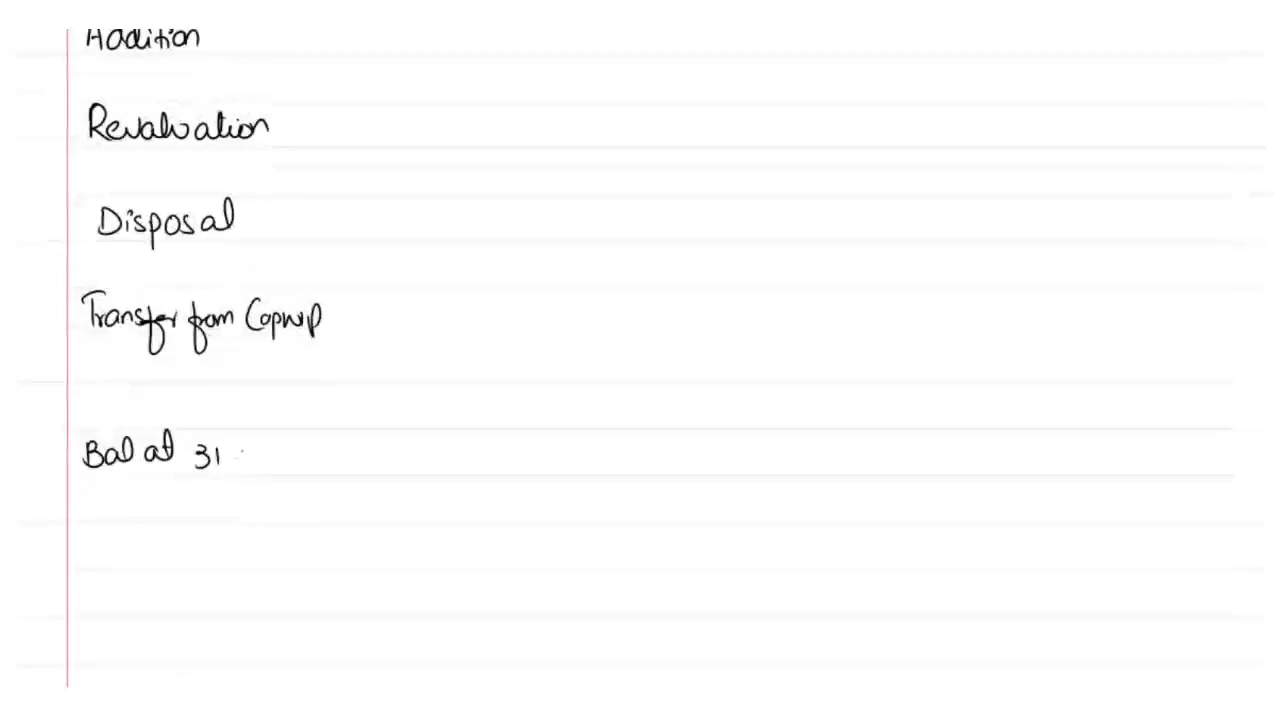 Addition
Revaluation
Disposal
Transfer from Capwip
Bal at 31